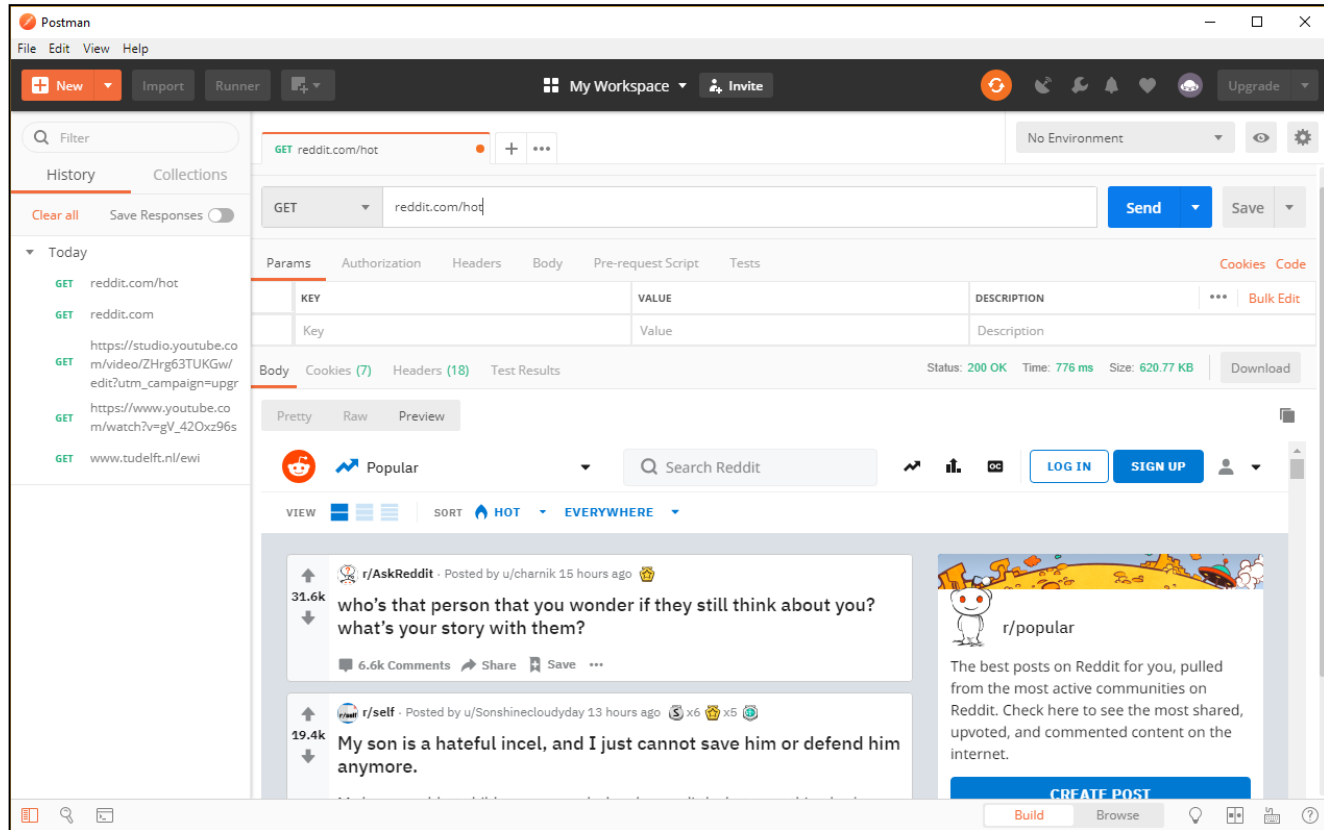 Postman
File Edit View Help
New Import Runner My Workspace Invite Upgrade
Filter
History Collections
Clear all Save Responses
Today
GET reddit.com/hot
GET reddit.com
GET https://studio.youtube.co
m/video/ZHrg63TUKGw/
edit?utm_campaign=upgr
GET https://www.youtube.co
m/watch?v=gV_42Oxz96s
GET www.tudelft.nl/ewi
GET reddit.com/hot
No Environment
GET reddit.com/hot Send Save
Params Authorization Headers Body Pre-request Script Tests Cookies Code
KEY VALUE DESCRIPTION Bulk Edit
Key Value Description
Body Cookies (7) Headers (18) Test Results Status: 200 OK Time: 776 ms Size: 620.77 KB Download
Pretty Raw Preview
Popular Search Reddit OC LOG IN SIGN UP
VIEW SORT HOT EVERYWHERE
r/AskReddit · Posted by u/charnik 15 hours ago
31.6k
who's that person that you wonder if they still think about you?
what's your story with them?
6.6k Comments Share Save
r/self · Posted by u/Sonshinecloudyday 13 hours ago x6 x5
19.4k
My son is a hateful incel, and I just cannot save him or defend him
anymore.
r/popular
The best posts on Reddit for you, pulled
from the most active communities on
Reddit. Check here to see the most shared,
upvoted, and commented content on the
internet.
CREATE POST
Build Browse